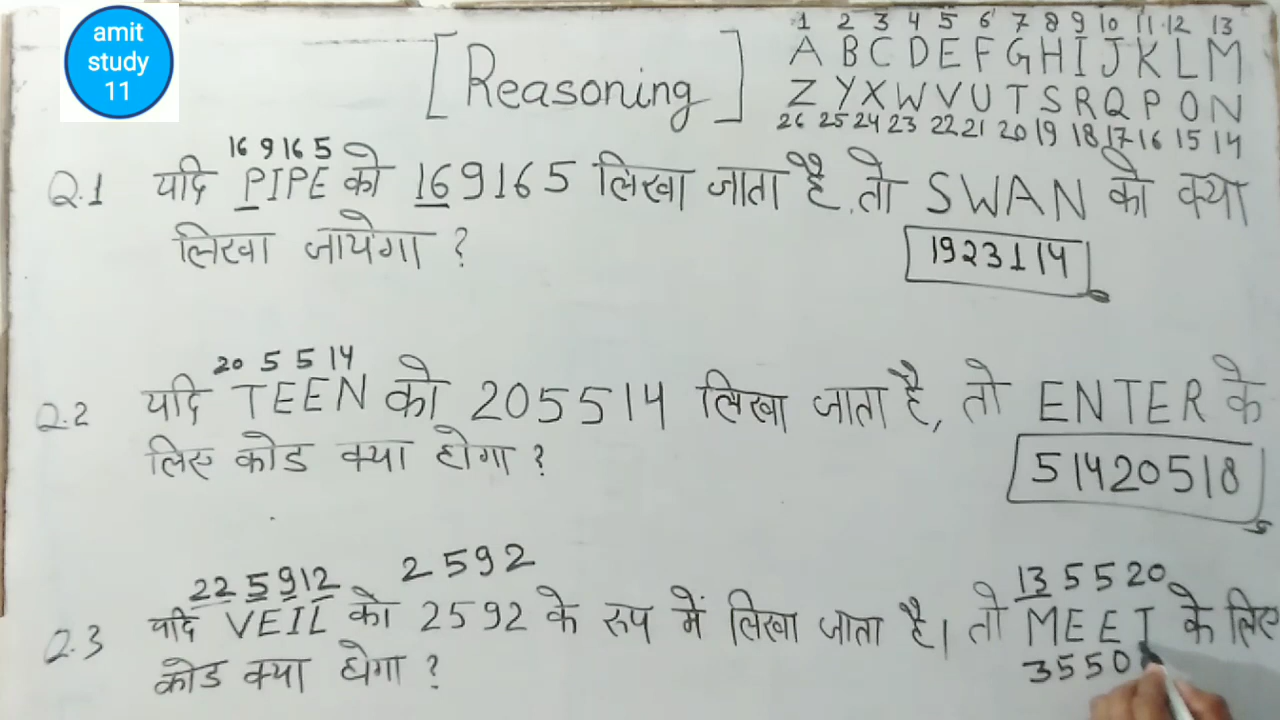 amit
study
11
[Reasoning]
1 2 3 4 5 6 7 8 9 10 11 12 13
A B C D E F G H I J K L M
Z Y X W V U T S R Q P O N
26 25 24 23 22 21 20 19 18 17 16 15 14
16 9 16 5
Q.1 यदि PIPE को 169165 लिखा जाता है, तो SWAN को क्या
लिखा जायेगा ?
1923114
20 5 5 14
Q.2 यदि TEEN को 205514 लिखा जाता है, तो ENTER के
लिए कोड क्या होगा ?
51420518
22 5 9 12 2592 13 5 5 20
Q.3 यदि VEIL को 2592 के रूप में लिखा जाता है। तो MEET के लिए
कोड क्या होगा ?
3550